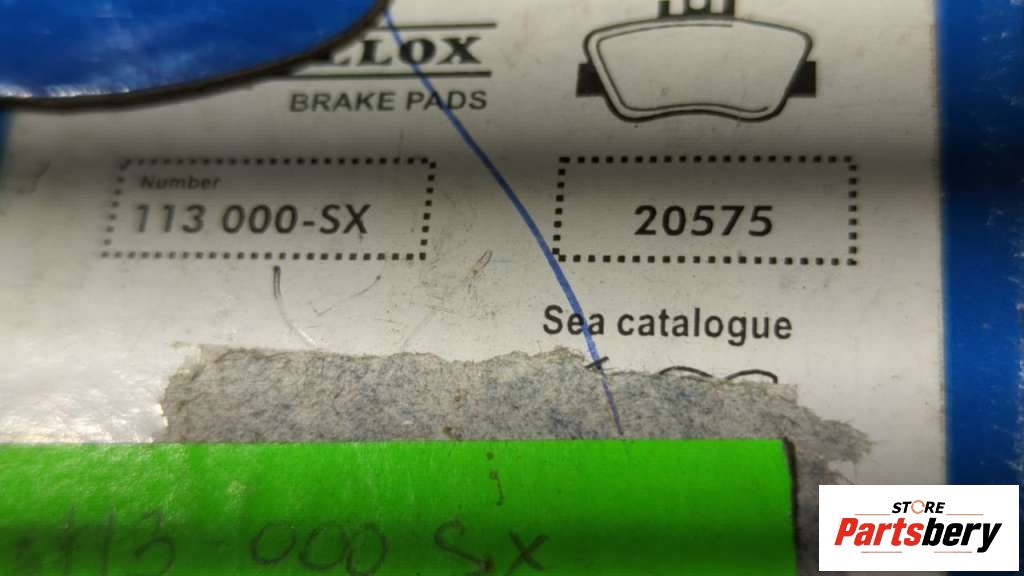 LLOX
BRAKE PADS
Number
113 000-SX
20575
Sea catalogue
113 000 SX
STORE
Partsbery